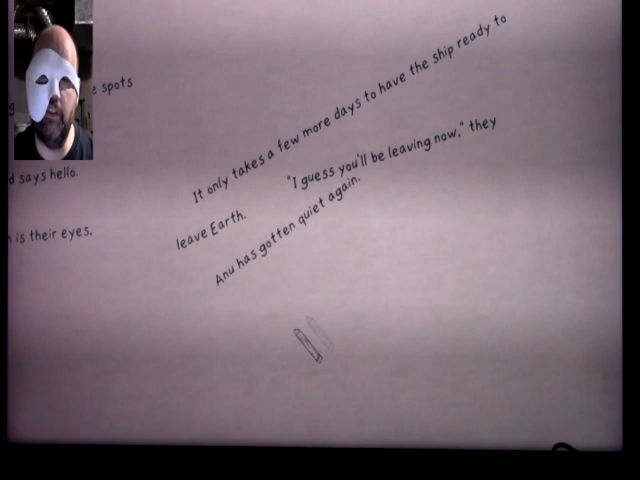 spots
says hello.
is their eyes,
It only takes a few more days to have the ship ready to
leave Earth.
"I guess you'll be leaving now," they
Anu has gotten quiet again.